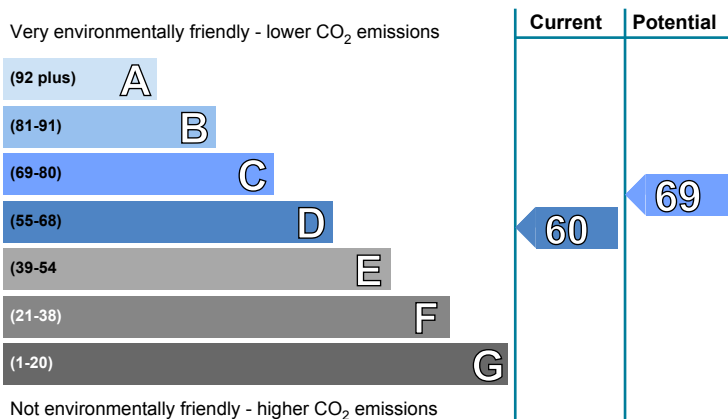 Very environmentally friendly - lower CO₂ emissions
Current
Potential
(92 plus) A
(81-91) B
(69-80) C
(55-68) D
(39-54 E
(21-38) F
(1-20) G
60
69
Not environmentally friendly - higher CO₂ emissions